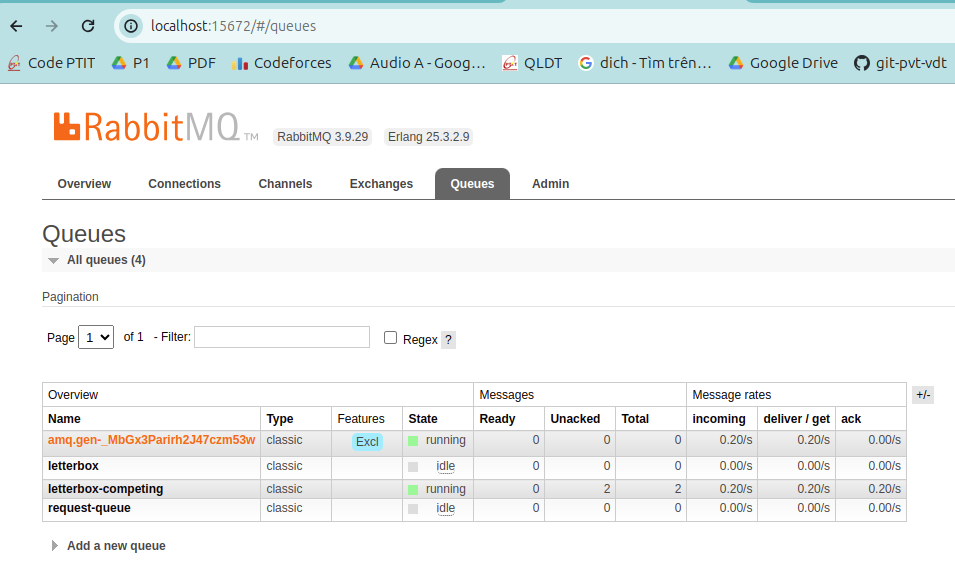 localhost:15672/#/queues
Code PTIT P1 PDF Codeforces Audio A - Goog... QLDT dich - Tìm trên... Google Drive git-pvt-vdt
RabbitMQ TM RabbitMQ 3.9.29 Erlang 25.3.2.9
Overview Connections Channels Exchanges Queues Admin
Queues
All queues (4)
Pagination
Page 1 of 1 - Filter: Regex ?
Overview Messages Message rates +/-
Name Type Features State Ready Unacked Total incoming deliver / get ack
amq.gen-_MbGx3Parirh2J47czm53w classic Excl running 0 0 0 0.20/s 0.20/s 0.00/s
letterbox classic idle 0 0 0 0.00/s 0.00/s 0.00/s
letterbox-competing classic running 0 2 2 0.20/s 0.20/s 0.20/s
request-queue classic idle 0 0 0 0.00/s 0.00/s 0.00/s
Add a new queue